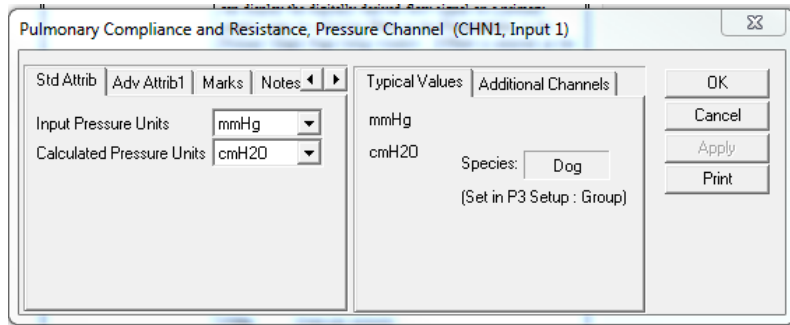 Pulmonary Compliance and Resistance, Pressure Channel (CHN1, Input 1)
Std Attrib Adv Attrib1 Marks Notes
Input Pressure Units mmHg
Calculated Pressure Units cmH2O
Typical Values Additional Channels
mmHg
cmH2O
Species: Dog
(Set in P3 Setup : Group)
OK
Cancel
Apply
Print